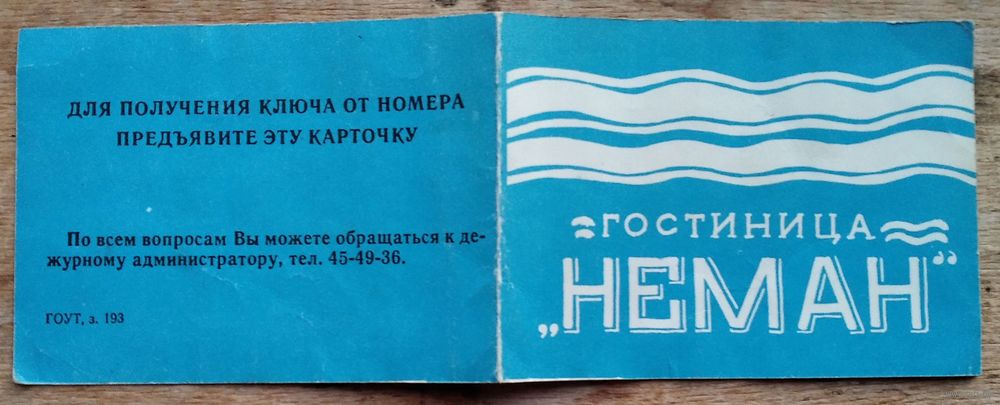 ДЛЯ ПОЛУЧЕНИЯ КЛЮЧА ОТ НОМЕРА
ПРЕДЪЯВИТЕ ЭТУ КАРТОЧКУ
По всем вопросам Вы можете обращаться к де-
журному администратору, тел. 45-49-36.
ГОУТ, з. 193
ГОСТИНИЦА
„НЕМАН“